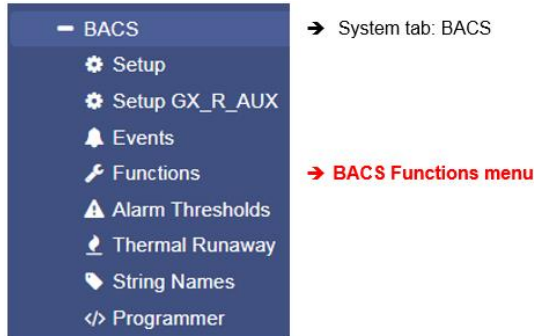 BACS → System tab: BACS
Setup
Setup GX_R_AUX
Events
Functions → BACS Functions menu
Alarm Thresholds
Thermal Runaway
String Names
</> Programmer